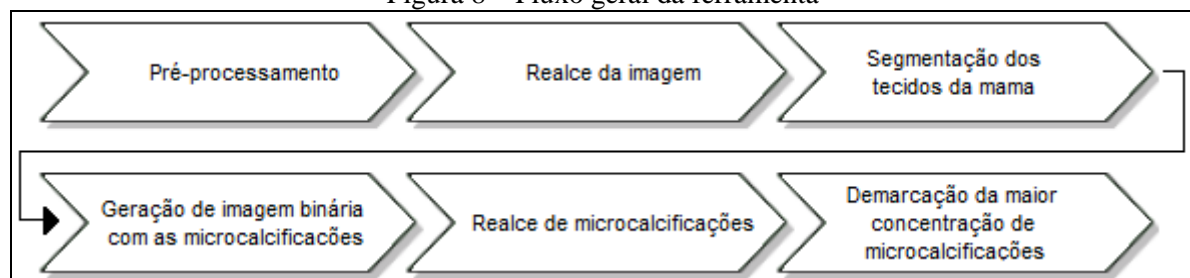 Figura 8 – Fluxo geral da ferramenta
Pré-processamento
Realce da imagem
Segmentação dos
tecidos da mama
Geração de imagem binária
com as microcalcificacões
Realce de microcalcificações
Demarcação da maior
concentração de
microcalcificações